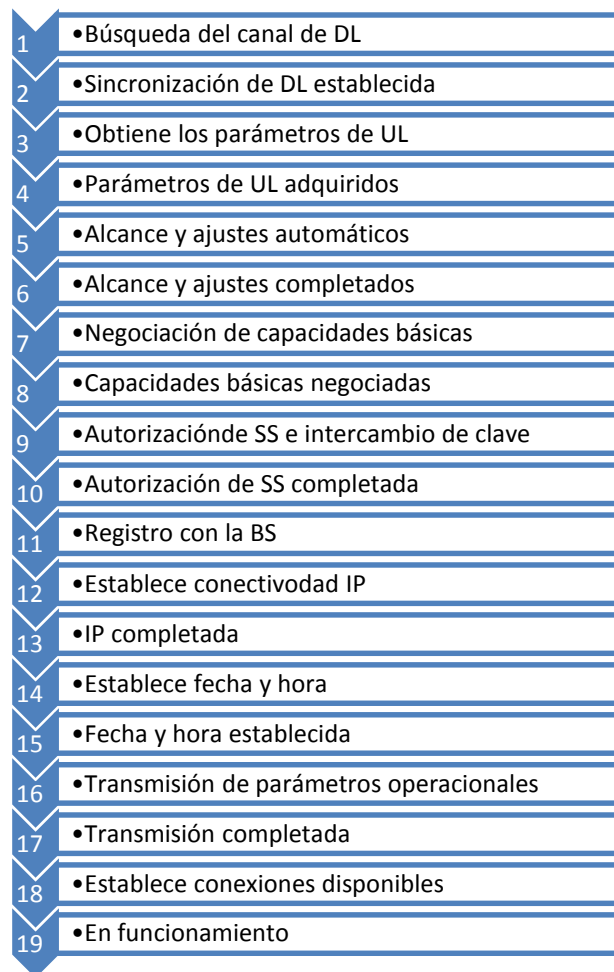 1 •Búsqueda del canal de DL
2 •Sincronización de DL establecida
3 •Obtiene los parámetros de UL
4 •Parámetros de UL adquiridos
5 •Alcance y ajustes automáticos
6 •Alcance y ajustes completados
7 •Negociación de capacidades básicas
8 •Capacidades básicas negociadas
9 •Autorizaciónde SS e intercambio de clave
10 •Autorización de SS completada
11 •Registro con la BS
12 •Establece conectivodad IP
13 •IP completada
14 •Establece fecha y hora
15 •Fecha y hora establecida
16 •Transmisión de parámetros operacionales
17 •Transmisión completada
18 •Establece conexiones disponibles
19 •En funcionamiento